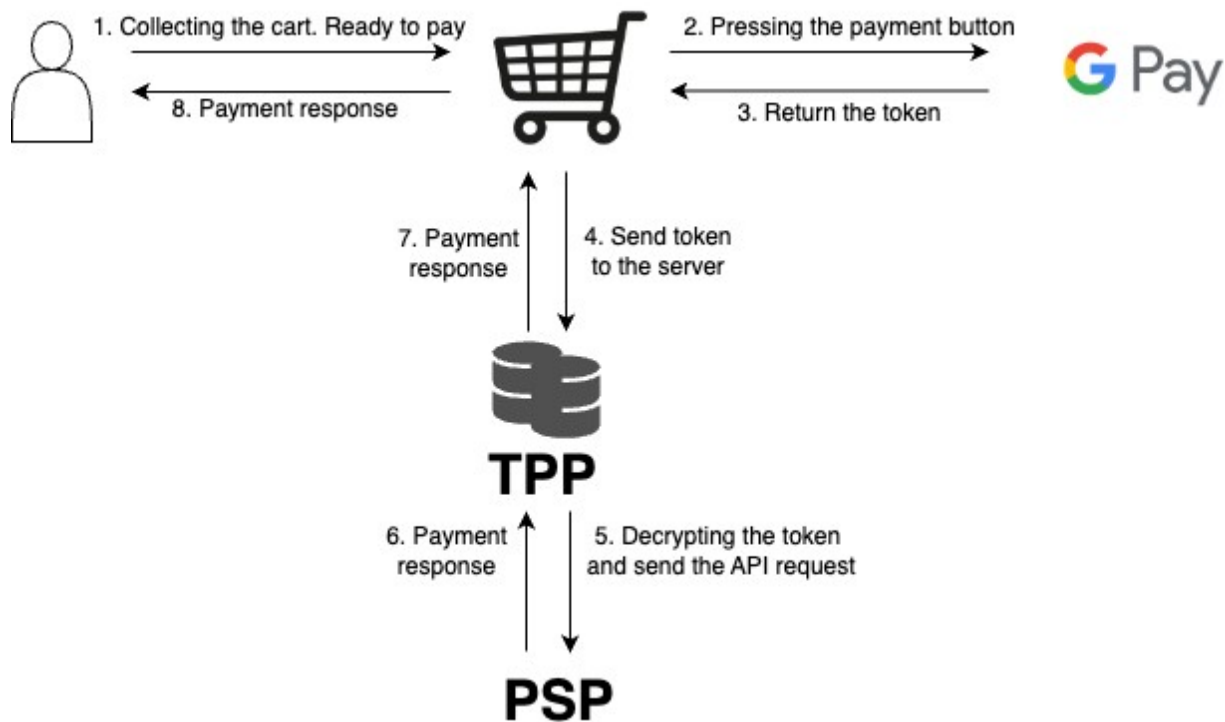 1. Collecting the cart. Ready to pay
2. Pressing the payment button
G Pay
8. Payment response
3. Return the token
7. Payment
response
4. Send token
to the server
TPP
6. Payment
response
5. Decrypting the token
and send the API request
PSP